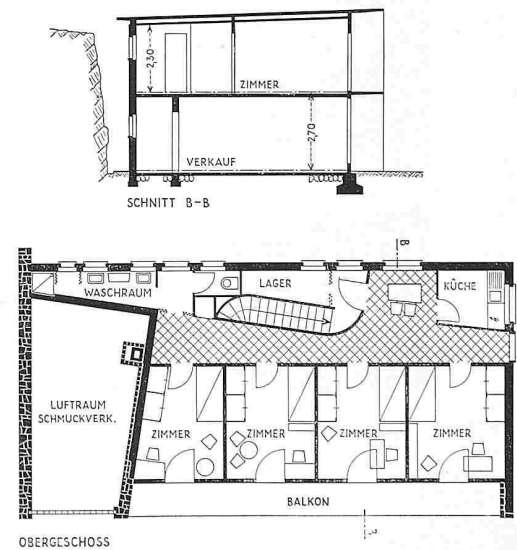 2,30
ZIMMER
2,70
VERKAUF
SCHNITT B-B
B
WASCHRAUM
LAGER
KÜCHE
LUFTRAUM
SCHMUCKVERK.
ZIMMER
ZIMMER
ZIMMER
ZIMMER
BALKON
OBERGESCHOSS